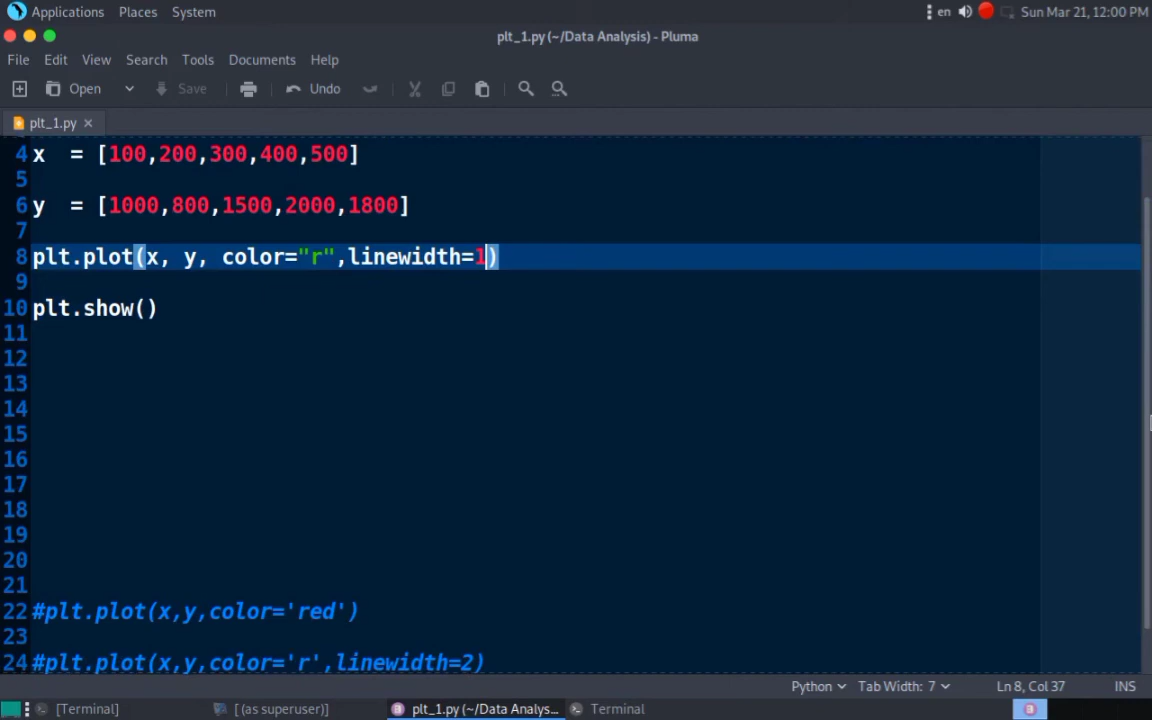 Applications Places System en Sun Mar 21, 12:00 PM
plt_1.py (~/Data Analysis) - Pluma
File Edit View Search Tools Documents Help
Open Save Undo
plt_1.py
4 x  = [100,200,300,400,500]
5
6 y  = [1000,800,1500,2000,1800]
7
8 plt.plot(x, y, color="r",linewidth=1)
9
10 plt.show()
11
12
13
14
15
16
17
18
19
20
21
22 #plt.plot(x,y,color='red')
23
24 #plt.plot(x,y,color='r',linewidth=2)
Python Tab Width: 7 Ln 8, Col 37 INS
[Terminal] [ (as superuser)] plt_1.py (~/Data Analys... Terminal